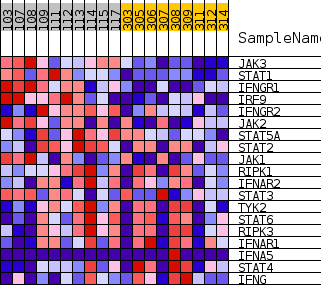 103 107 108 109 111 112 113 114 115 117 303 305 306 307 308 309 311 312 314
SampleName
JAK3
STAT1
IFNGR1
IRF9
IFNGR2
JAK2
STAT5A
STAT2
JAK1
RIPK1
IFNAR2
STAT3
TYK2
STAT6
RIPK3
IFNAR1
IFNA5
STAT4
IFNG